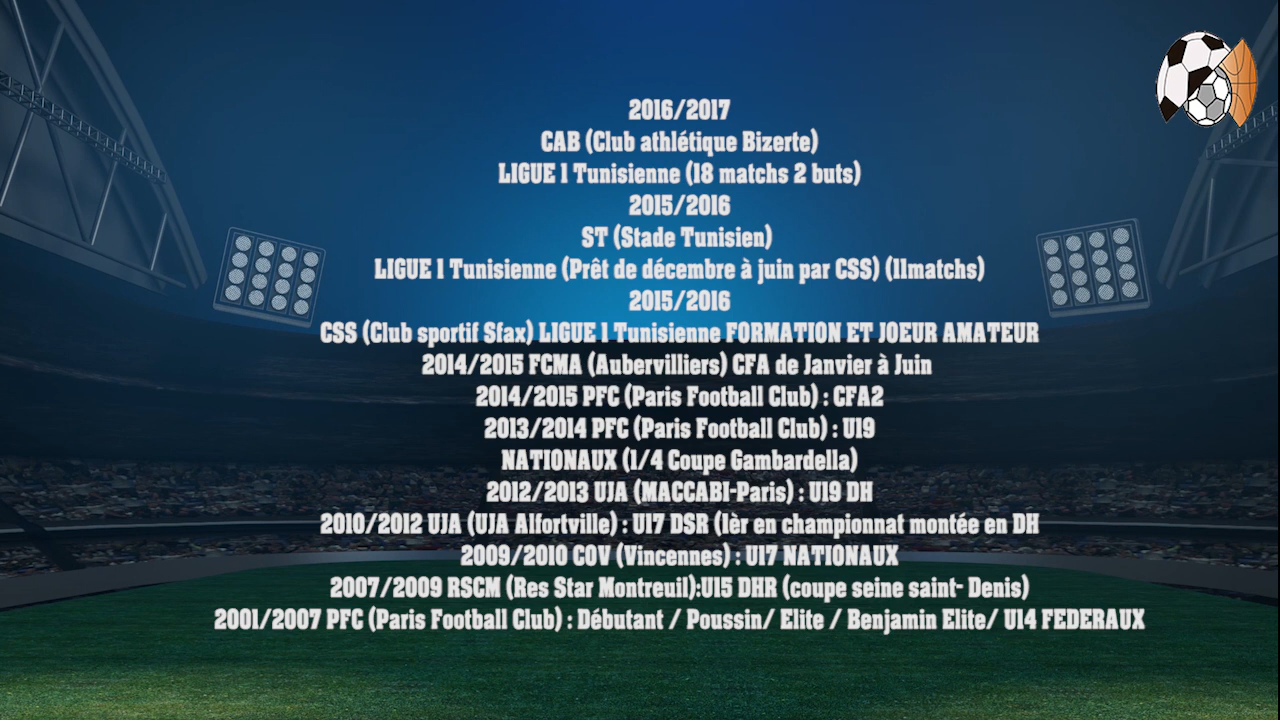 2016/2017
CAB (Club athlétique Bizerte)
LIGUE 1 Tunisienne (18 matchs 2 buts)
2015/2016
ST (Stade Tunisien)
LIGUE 1 Tunisienne (Prêt de décembre à juin par CSS) (11matchs)
2015/2016
CSS (Club sportif Sfax) LIGUE 1 Tunisienne FORMATION ET JOEUR AMATEUR
2014/2015 FCMA (Aubervilliers) CFA de Janvier à Juin
2014/2015 PFC (Paris Football Club) : CFA2
2013/2014 PFC (Paris Football Club) : U19
NATIONAUX (1/4 Coupe Gambardella)
2012/2013 UJA (MACCABI-Paris) : U19 DH
2010/2012 UJA (UJA Alfortville) : U17 DSR (1èr en championnat montée en DH
2009/2010 COV (Vincennes) : U17 NATIONAUX
2007/2009 RSCM (Res Star Montreuil):U15 DHR (coupe seine saint- Denis)
2001/2007 PFC (Paris Football Club) : Débutant / Poussin/ Elite / Benjamin Elite/ U14 FEDERAUX